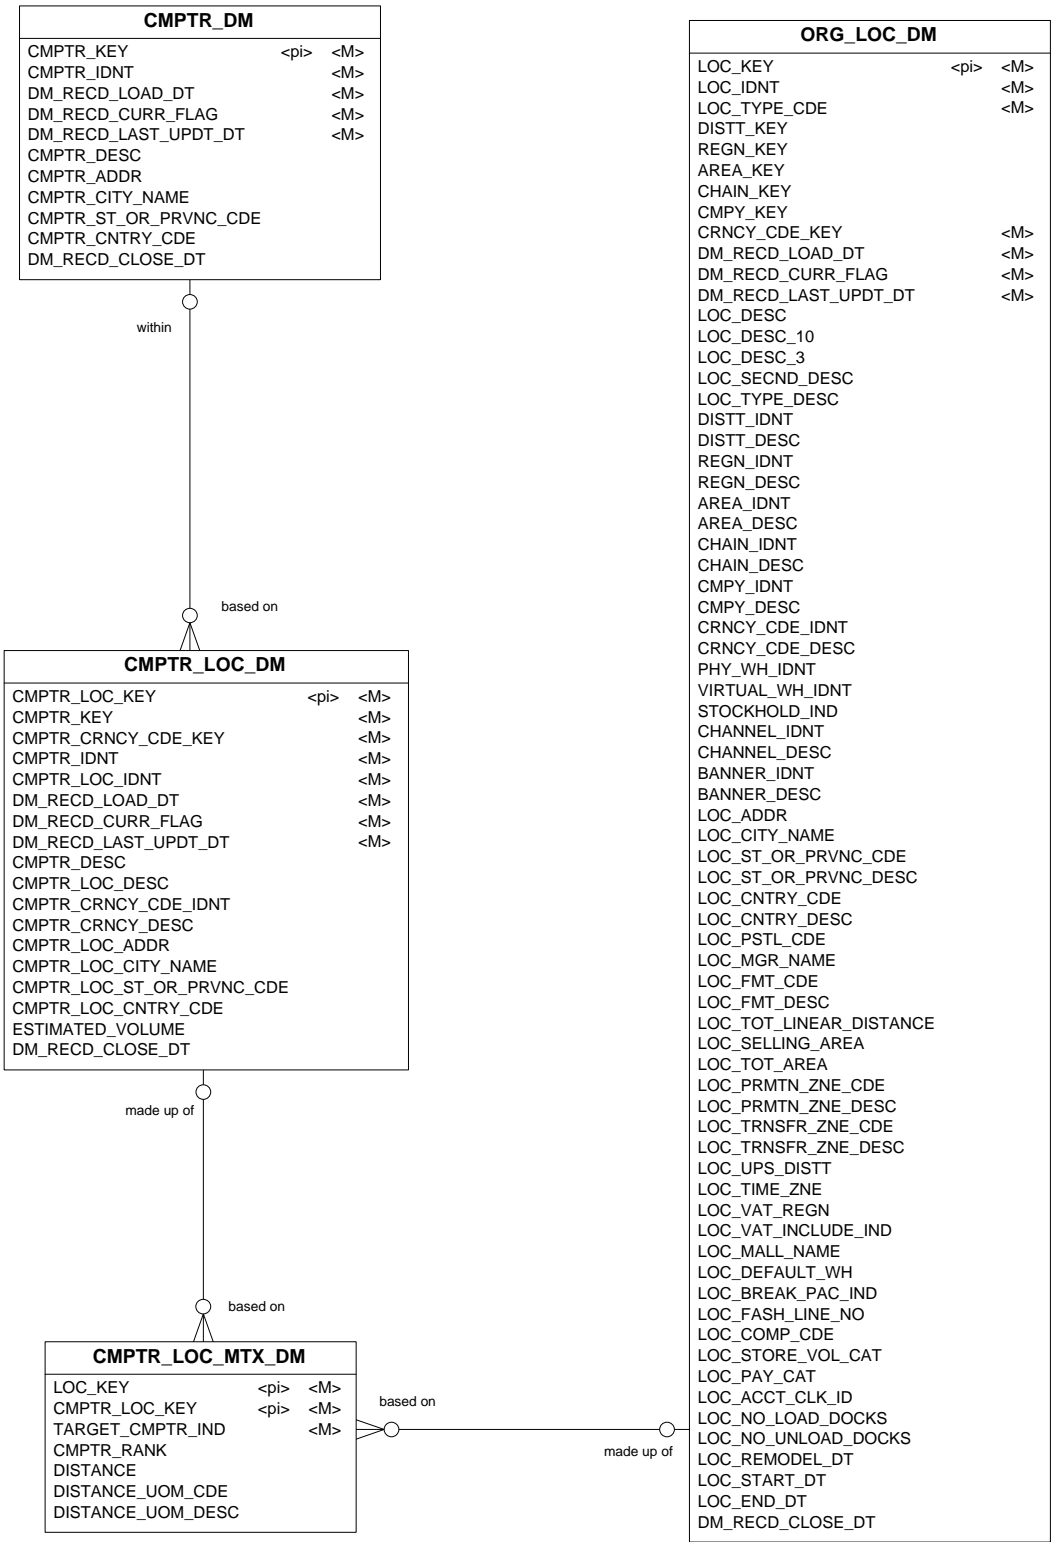 CMPTR_DM
CMPTR_KEY <pi> <M>
CMPTR_IDNT <M>
DM_RECD_LOAD_DT <M>
DM_RECD_CURR_FLAG <M>
DM_RECD_LAST_UPDT_DT <M>
CMPTR_DESC
CMPTR_ADDR
CMPTR_CITY_NAME
CMPTR_ST_OR_PRVNC_CDE
CMPTR_CNTRY_CDE
DM_RECD_CLOSE_DT
within
based on
CMPTR_LOC_DM
CMPTR_LOC_KEY <pi> <M>
CMPTR_KEY <M>
CMPTR_CRNCY_CDE_KEY <M>
CMPTR_IDNT <M>
CMPTR_LOC_IDNT <M>
DM_RECD_LOAD_DT <M>
DM_RECD_CURR_FLAG <M>
DM_RECD_LAST_UPDT_DT <M>
CMPTR_DESC
CMPTR_LOC_DESC
CMPTR_CRNCY_CDE_IDNT
CMPTR_CRNCY_DESC
CMPTR_LOC_ADDR
CMPTR_LOC_CITY_NAME
CMPTR_LOC_ST_OR_PRVNC_CDE
CMPTR_LOC_CNTRY_CDE
ESTIMATED_VOLUME
DM_RECD_CLOSE_DT
made up of
based on
CMPTR_LOC_MTX_DM
LOC_KEY <pi> <M>
CMPTR_LOC_KEY <pi> <M>
TARGET_CMPTR_IND <M>
CMPTR_RANK
DISTANCE
DISTANCE_UOM_CDE
DISTANCE_UOM_DESC
based on
made up of
ORG_LOC_DM
LOC_KEY <pi> <M>
LOC_IDNT <M>
LOC_TYPE_CDE <M>
DISTT_KEY
REGN_KEY
AREA_KEY
CHAIN_KEY
CMPY_KEY
CRNCY_CDE_KEY <M>
DM_RECD_LOAD_DT <M>
DM_RECD_CURR_FLAG <M>
DM_RECD_LAST_UPDT_DT <M>
LOC_DESC
LOC_DESC_10
LOC_DESC_3
LOC_SECND_DESC
LOC_TYPE_DESC
DISTT_IDNT
DISTT_DESC
REGN_IDNT
REGN_DESC
AREA_IDNT
AREA_DESC
CHAIN_IDNT
CHAIN_DESC
CMPY_IDNT
CMPY_DESC
CRNCY_CDE_IDNT
CRNCY_CDE_DESC
PHY_WH_IDNT
VIRTUAL_WH_IDNT
STOCKHOLD_IND
CHANNEL_IDNT
CHANNEL_DESC
BANNER_IDNT
BANNER_DESC
LOC_ADDR
LOC_CITY_NAME
LOC_ST_OR_PRVNC_CDE
LOC_ST_OR_PRVNC_DESC
LOC_CNTRY_CDE
LOC_CNTRY_DESC
LOC_PSTL_CDE
LOC_MGR_NAME
LOC_FMT_CDE
LOC_FMT_DESC
LOC_TOT_LINEAR_DISTANCE
LOC_SELLING_AREA
LOC_TOT_AREA
LOC_PRMTN_ZNE_CDE
LOC_PRMTN_ZNE_DESC
LOC_TRNSFR_ZNE_CDE
LOC_TRNSFR_ZNE_DESC
LOC_UPS_DISTT
LOC_TIME_ZNE
LOC_VAT_REGN
LOC_VAT_INCLUDE_IND
LOC_MALL_NAME
LOC_DEFAULT_WH
LOC_BREAK_PAC_IND
LOC_FASH_LINE_NO
LOC_COMP_CDE
LOC_STORE_VOL_CAT
LOC_PAY_CAT
LOC_ACCT_CLK_ID
LOC_NO_LOAD_DOCKS
LOC_NO_UNLOAD_DOCKS
LOC_REMODEL_DT
LOC_START_DT
LOC_END_DT
DM_RECD_CLOSE_DT